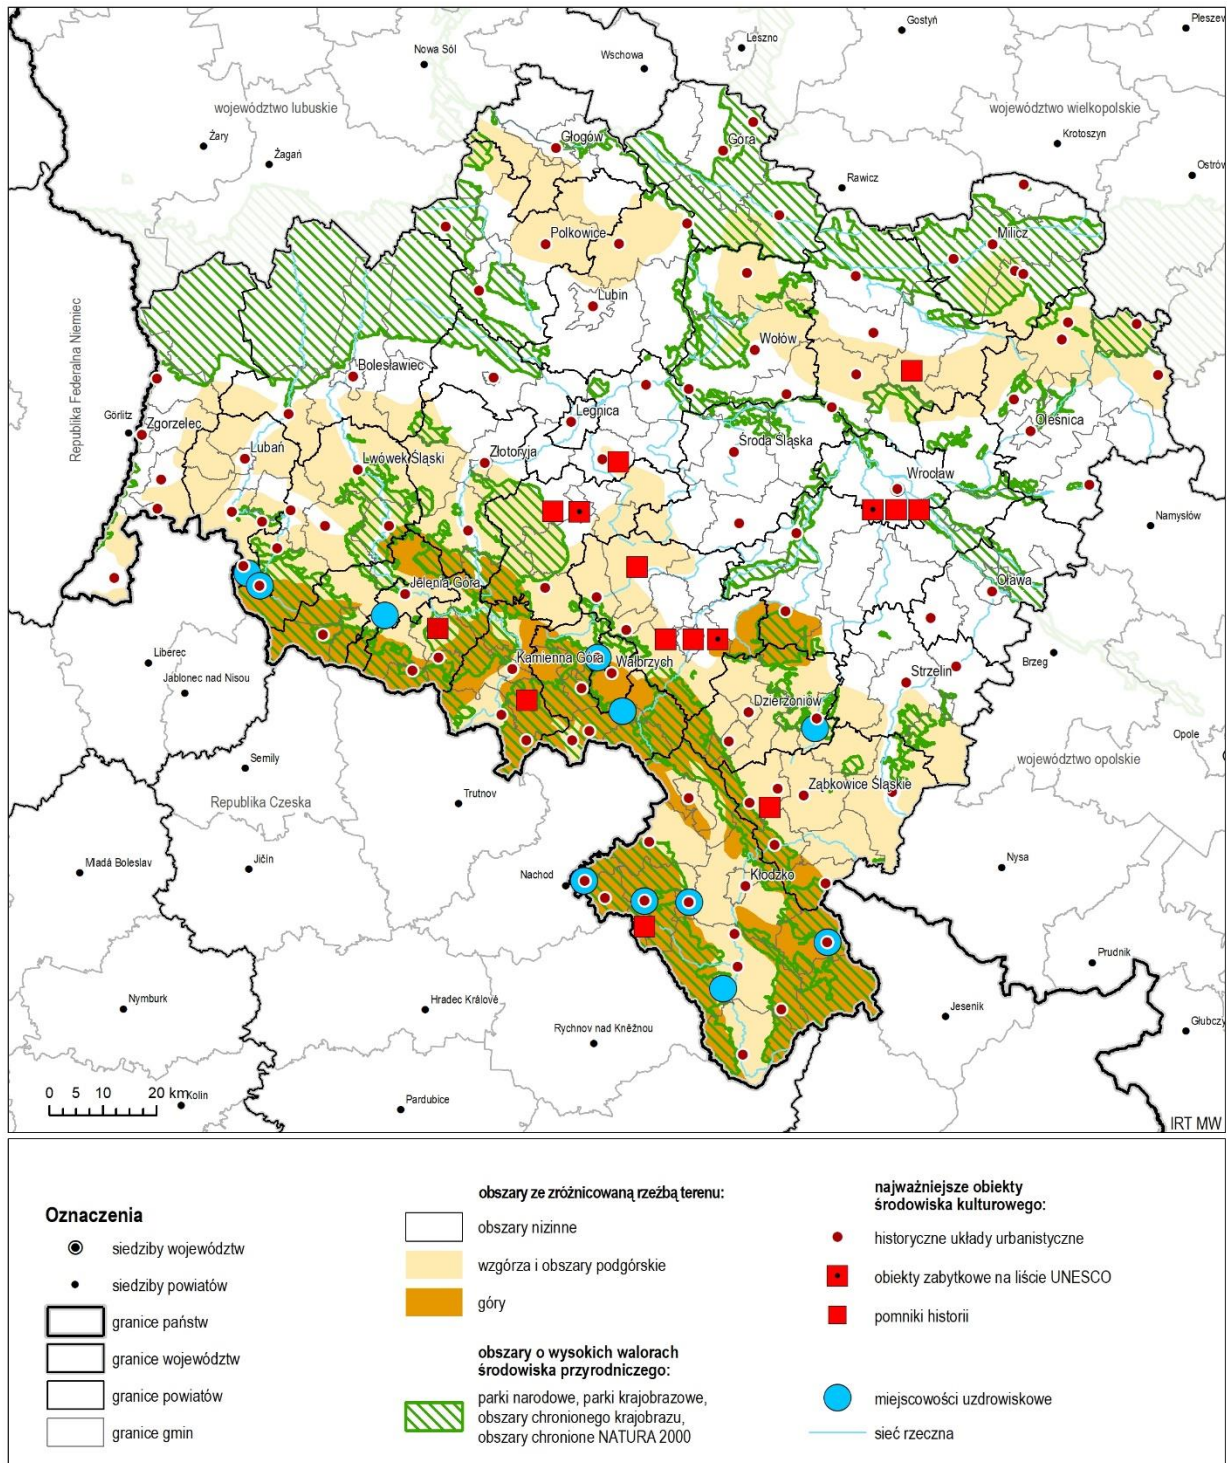 Gostyń
Pleszew
Leszno
Nowa Sól
Wschowa
województwo lubuskie
województwo wielkopolskie
Żary
Żagań
Głogów
Góra
Krotoszyn
Rawicz
Ostrów
Polkowice
Milicz
Lubin
Wołów
Republika Federalna Niemiec
Bolesławiec
Görlitz
Zgorzelec
Legnica
Oleśnica
Środa Śląska
Lubań
Lwówek Śląski
Złotoryja
Wrocław
Namysłów
Jelenia Góra
Oława
Liberec
Kamienna Góra
Wałbrzych
Brzeg
Jablonec nad Nisou
Strzelin
Dzierżoniów
Opole
Semily
województwo opolskie
Ząbkowice Śląskie
Republika Czeska
Trutnov
Mladá Boleslav
Jičín
Nysa
Nachod
Kłodzko
Prudnik
Nymburk
Hradec Králové
Jesenik
Rychnov nad Kněžnou
Głubczy
0 5 10 20 km
Kolin
Pardubice
IRT MW
Oznaczenia
siedziby województw
siedziby powiatów
granice państw
granice województw
granice powiatów
granice gmin
obszary ze zróżnicowaną rzeźbą terenu:
obszary nizinne
wzgórza i obszary podgórskie
góry
obszary o wysokich walorach
środowiska przyrodniczego:
parki narodowe, parki krajobrazowe,
obszary chronionego krajobrazu,
obszary chronione NATURA 2000
najważniejsze obiekty
środowiska kulturowego:
historyczne układy urbanistyczne
obiekty zabytkowe na liście UNESCO
pomniki historii
miejscowości uzdrowiskowe
sieć rzeczna